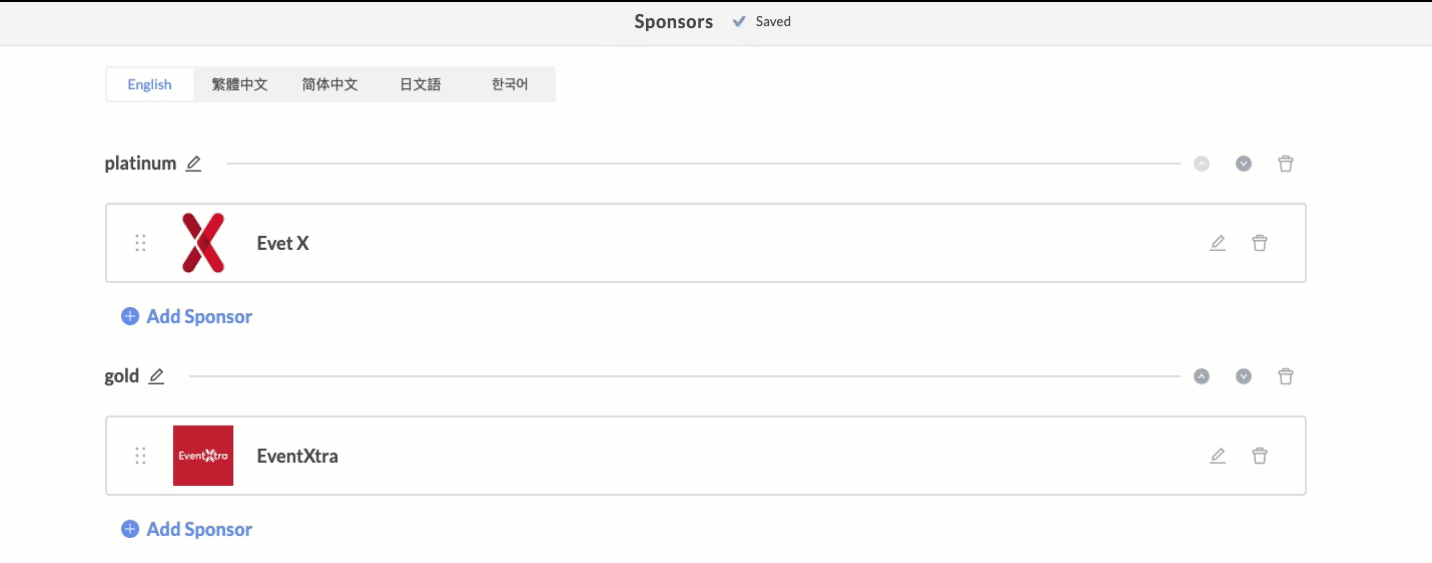 Sponsors Saved
English 繁體中文 简体中文 日文語 한국어
platinum
Evet X
Add Sponsor
gold
EventXtra EventXtra
Add Sponsor